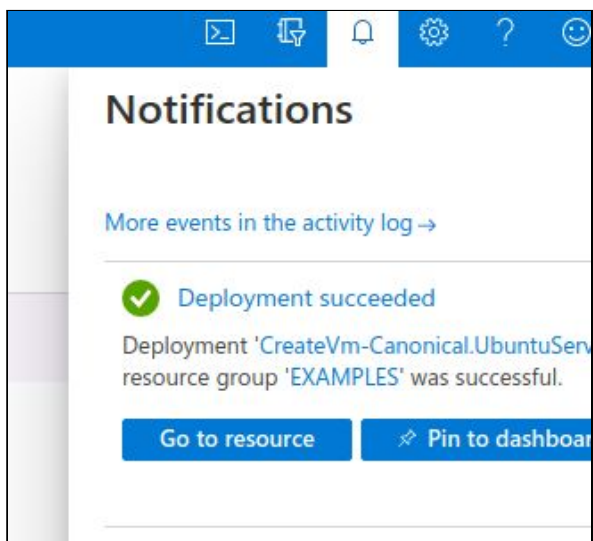 Notifications
More events in the activity log →
Deployment succeeded
Deployment 'CreateVm-Canonical.UbuntuServ
resource group 'EXAMPLES' was successful.
Go to resource
Pin to dashboar